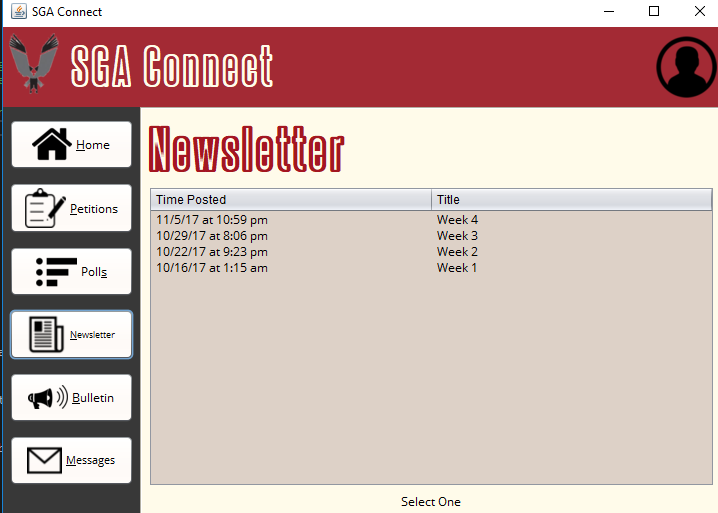 SGA Connect
SGA Connect
Home
Petitions
Polls
Newsletter
Bulletin
Messages
Newsletter
Time Posted Title
11/5/17 at 10:59 pm Week 4
10/29/17 at 8:06 pm Week 3
10/22/17 at 9:23 pm Week 2
10/16/17 at 1:15 am Week 1
Select One